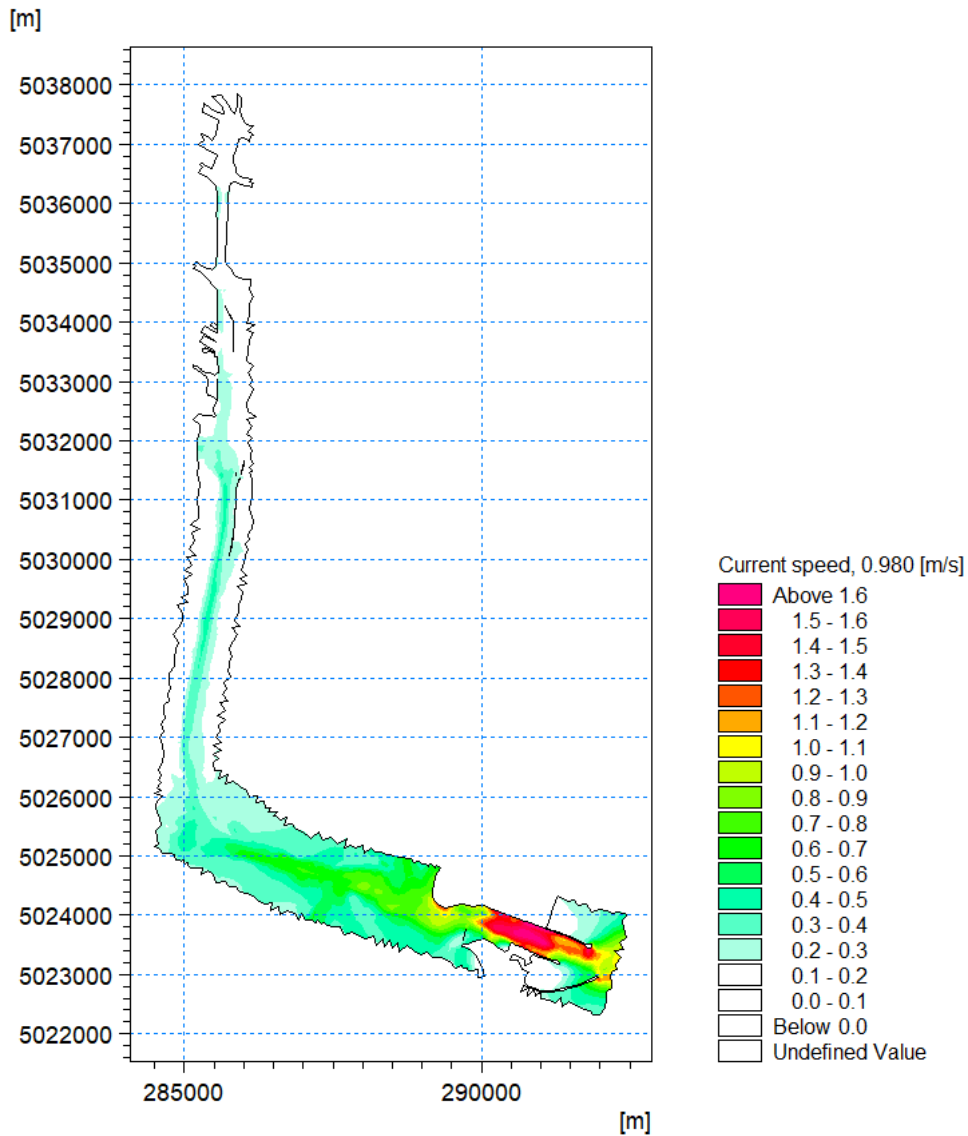 [m]
5038000
5037000
5036000
5035000
5034000
5033000
5032000
5031000
5030000
5029000
5028000
5027000
5026000
5025000
5024000
5023000
5022000
285000 290000
[m]
Current speed, 0.980 [m/s]
Above 1.6
1.5 - 1.6
1.4 - 1.5
1.3 - 1.4
1.2 - 1.3
1.1 - 1.2
1.0 - 1.1
0.9 - 1.0
0.8 - 0.9
0.7 - 0.8
0.6 - 0.7
0.5 - 0.6
0.4 - 0.5
0.3 - 0.4
0.2 - 0.3
0.1 - 0.2
0.0 - 0.1
Below 0.0
Undefined Value